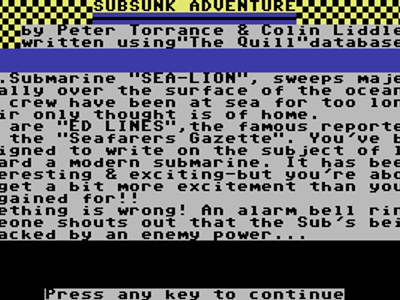 SUBSUNK ADVENTURE
by Peter Torrance & Colin Liddle
written using"The Quill"database
.Submarine "SEA-LION", sweeps maje
ally over the surface of the ocean
crew have been at sea for too lon
ir only thought is of home.
are "ED LINES",the famous reporte
the "Seafarers Gazette". You've b
igned to write on the subject of l
ard a modern submarine. It has bee
eresting & exciting-but you're abo
get a bit more excitement than you
gained for!!
ething is wrong! An alarm bell rin
eone shouts out that the Sub's bei
acked by an enemy power...
Press any key to continue